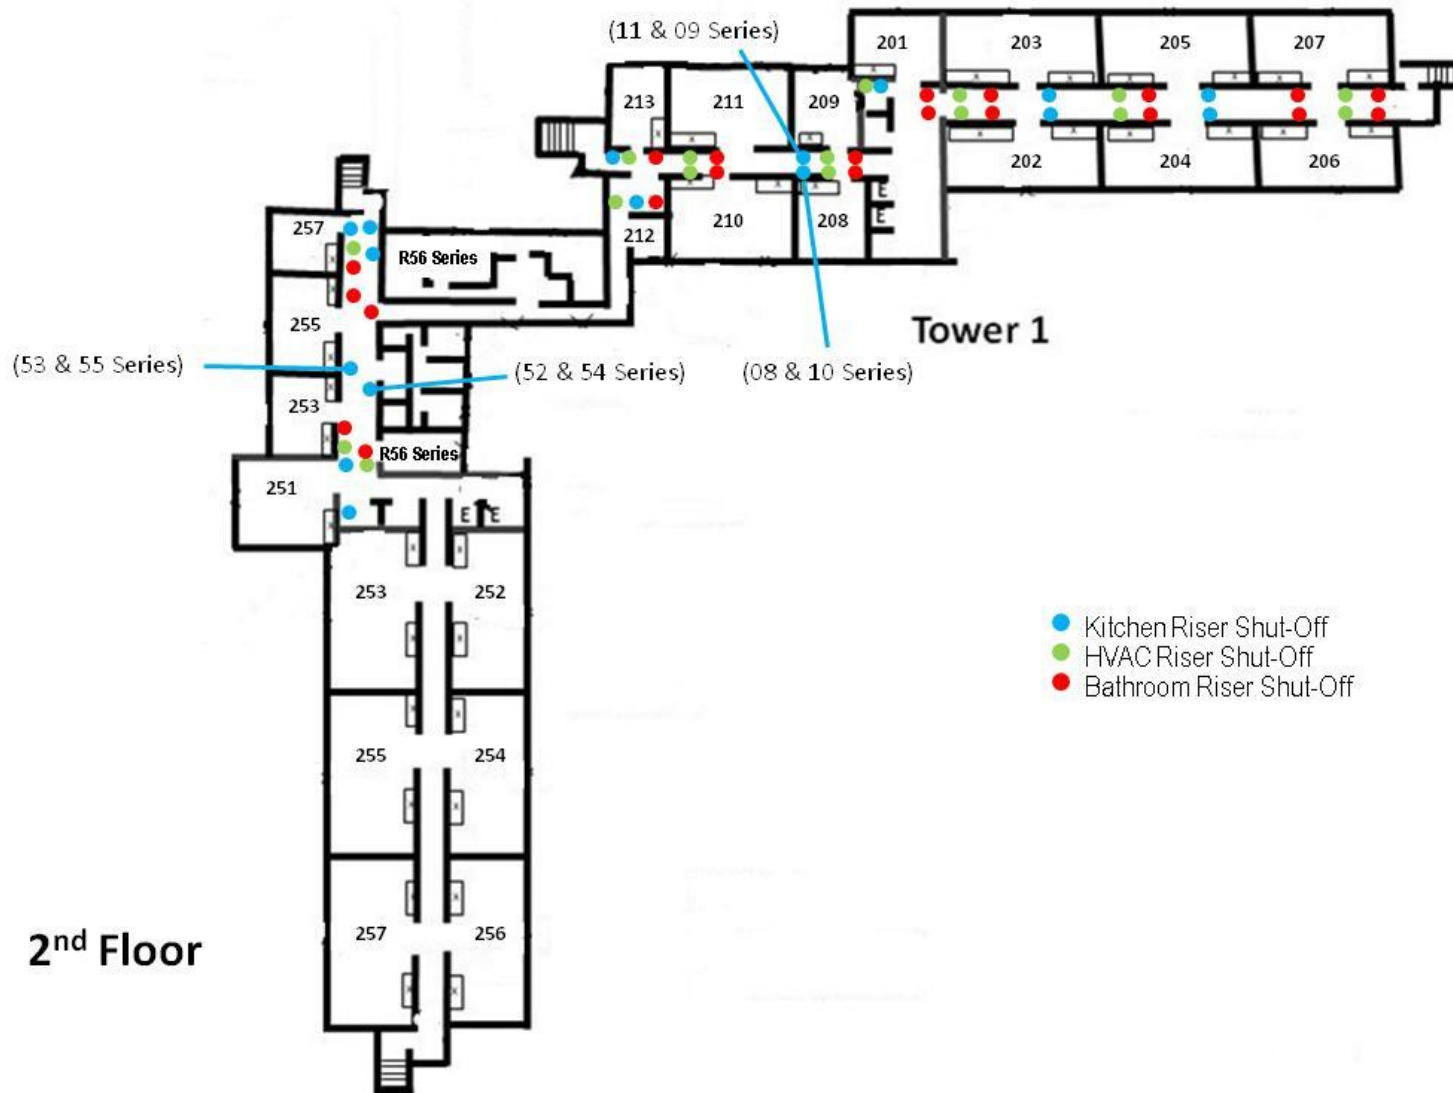 (11 & 09 Series)
201
203
205
207
213
211
209
202
204
206
E
E
212
210
208
257
R56 Series
255
Tower 1
(53 & 55 Series)
(52 & 54 Series)
(08 & 10 Series)
253
R56 Series
251
E
E
253
252
Kitchen Riser Shut-Off
HVAC Riser Shut-Off
Bathroom Riser Shut-Off
255
254
257
256
2nd Floor